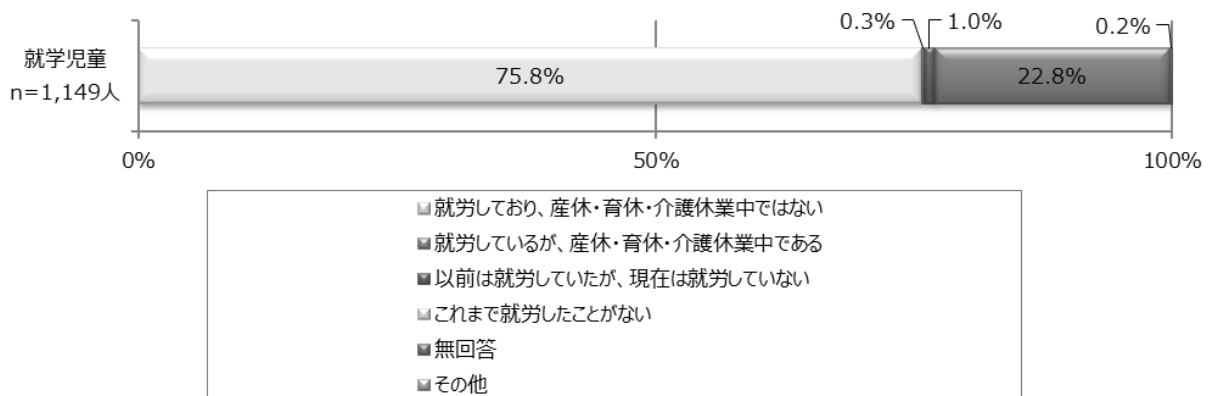 0.3% 1.0% 0.2%
就学児童
n=1,149人
75.8% 22.8%
0% 50% 100%
就労しており、産休・育休・介護休業中ではない
就労しているが、産休・育休・介護休業中である
以前は就労していたが、現在は就労していない
これまで就労したことがない
無回答
その他